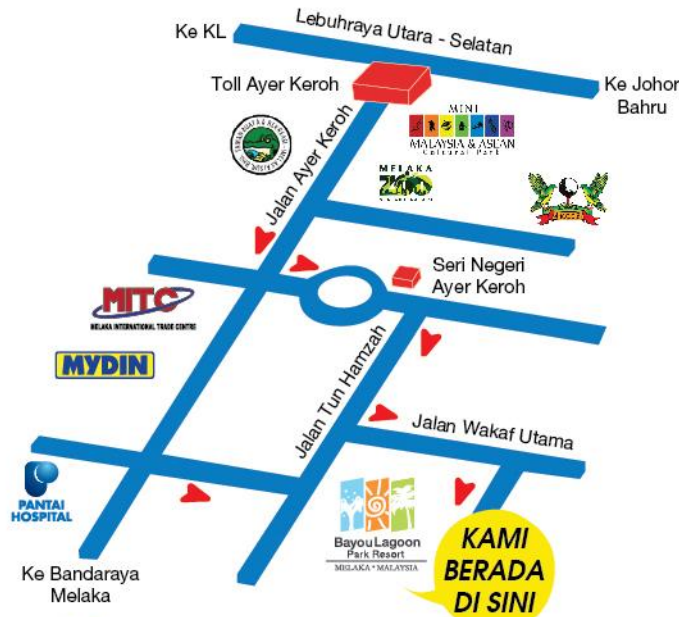 Lebuhraya Utara - Selatan
Ke KL
Toll Ayer Keroh
Ke Johor
Bahru
MINI
MALAYSIA & ASEAN
Cultural Park
Jalan Ayer Keroh
MELAKA
ZOO
Seri Negeri
Ayer Keroh
MITC
MELAKA INTERNATIONAL TRADE CENTRE
MYDIN
Jalan Tun Hamzah
Jalan Wakaf Utama
PANTAI
HOSPITAL
Bayou Lagoon
Park Resort
MELAKA • MALAYSIA
KAMI
BERADA
DI SINI
Ke Bandaraya
Melaka